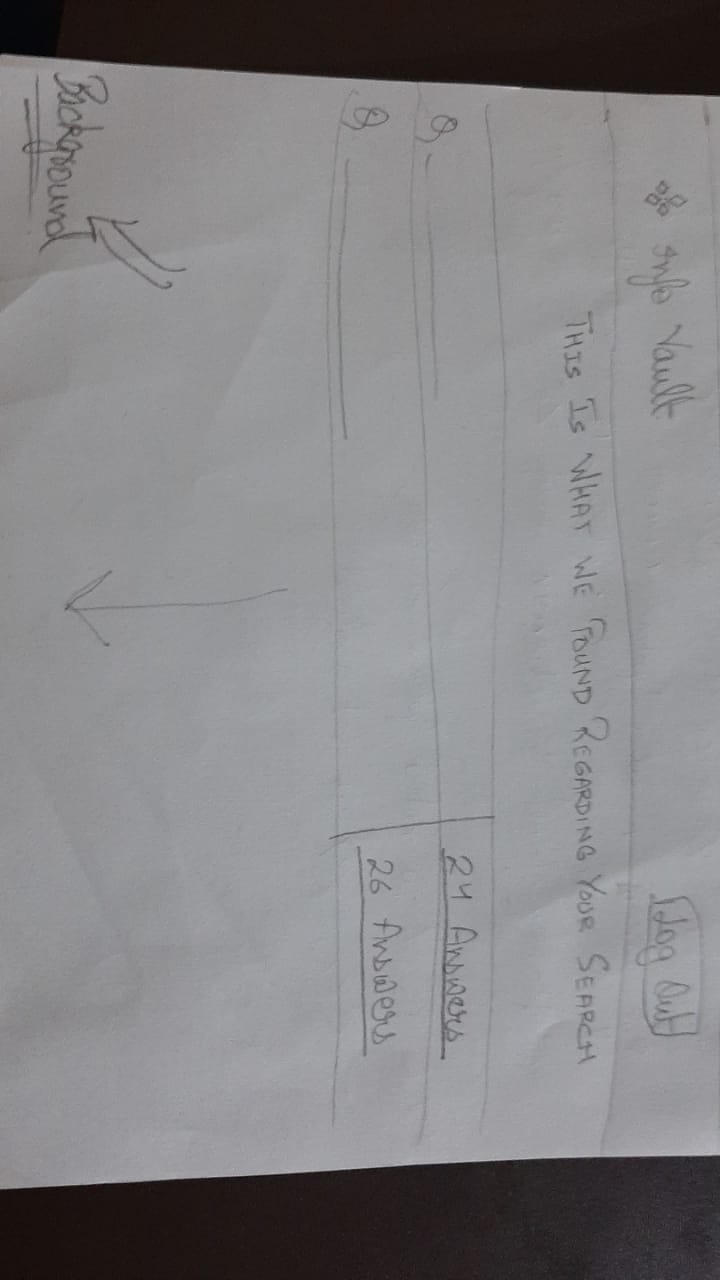 Info Vault Log Out
THIS IS WHAT WE FOUND REGARDING YOUR SEARCH
Q. 24 Answers
Q 26 Answers
Background